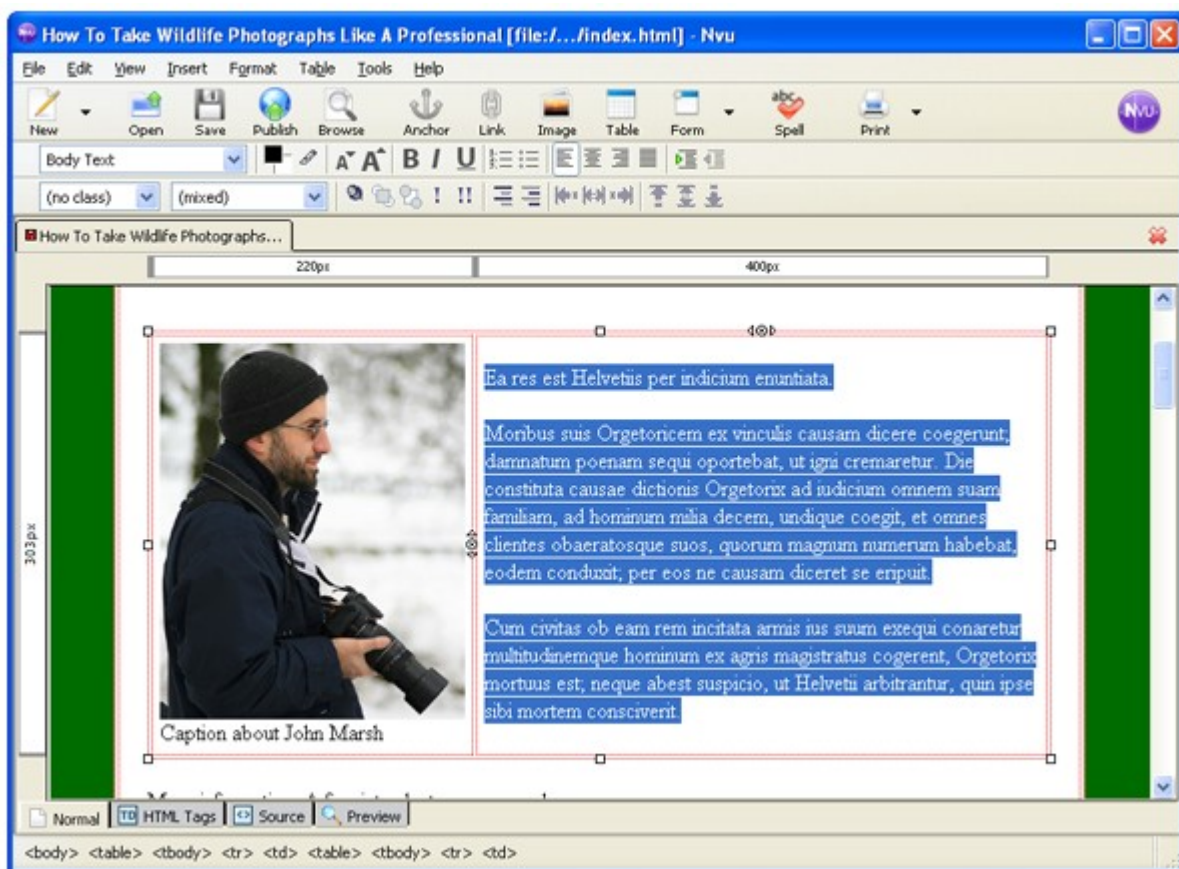 How To Take Wildlife Photographs Like A Professional [file:/.../index.html] - Nvu
File Edit View Insert Format Table Tools Help
New Open Save Publish Browse Anchor Link Image Table Form Spell Print
Body Text
(no class) (mixed)
How To Take Wildlife Photographs...
220px 400px
303px
Ea res est Helvetiis per indicium enuntiata.
Moribus suis Orgetoricem ex vinculis causam dicere coegerunt;
damnatum poenam sequi oportebat, ut igni cremaretur. Die
constituta causae dictionis Orgetorix ad iudicium omnem suam
familiam, ad hominum milia decem, undique coegit, et omnes
clientes obaeratosque suos, quorum magnum numerum habebat,
eodem conduxit; per eos ne causam diceret se eripuit.
Cum civitas ob eam rem incitata armis ius suum exequi conaretur
multitudinemque hominum ex agris magistratus cogerent, Orgetorix
mortuus est; neque abest suspicio, ut Helvetii arbitrantur, quin ipse
sibi mortem consciverit.
Caption about John Marsh
Normal HTML Tags Source Preview
<body> <table> <tbody> <tr> <td> <table> <tbody> <tr> <td>